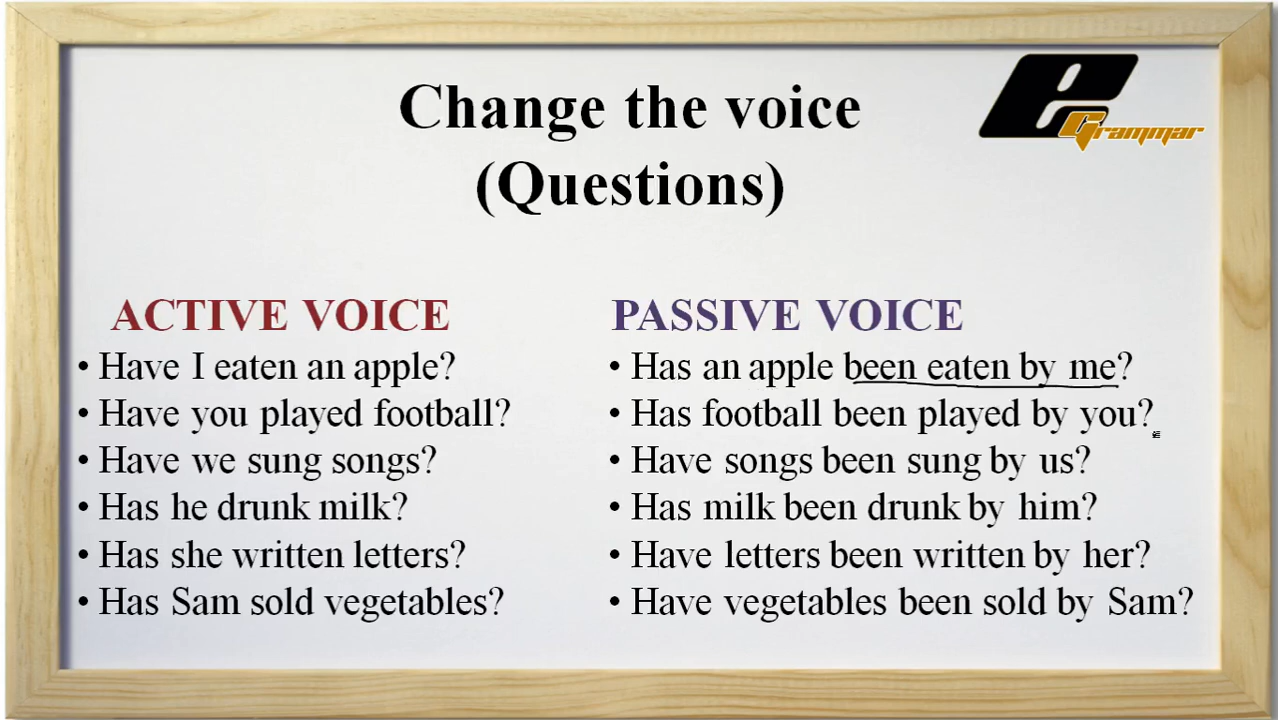 Change the voice
(Questions)
e
Grammar
ACTIVE VOICE
• Have I eaten an apple?
• Have you played football?
• Have we sung songs?
• Has he drunk milk?
• Has she written letters?
• Has Sam sold vegetables?
PASSIVE VOICE
• Has an apple been eaten by me?
• Has football been played by you?
• Have songs been sung by us?
• Has milk been drunk by him?
• Have letters been written by her?
• Have vegetables been sold by Sam?